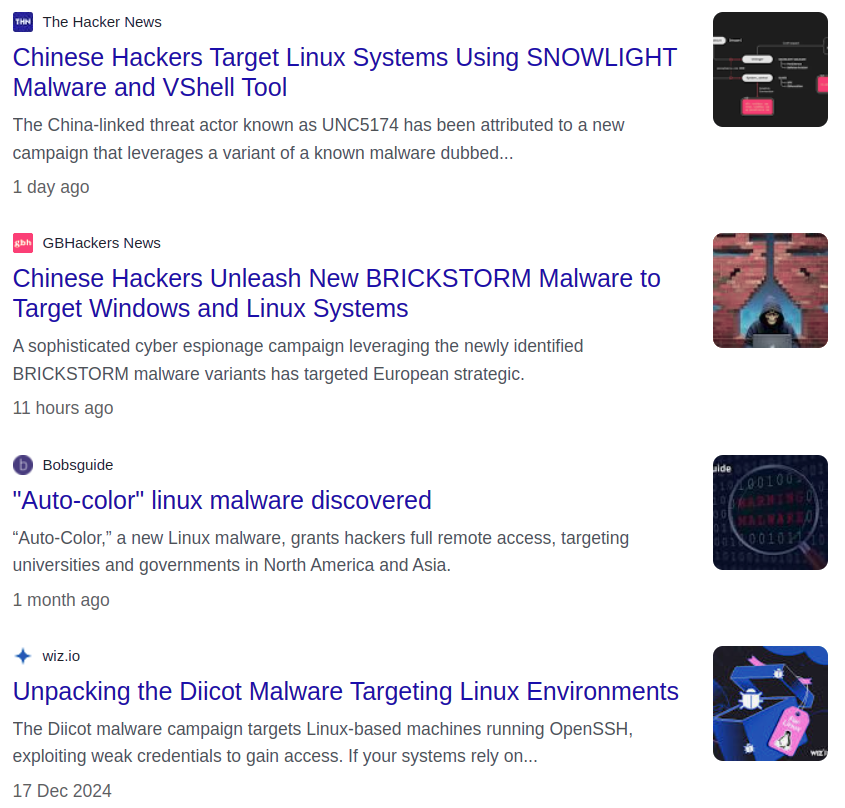 THN The Hacker News
Chinese Hackers Target Linux Systems Using SNOWLIGHT
Malware and VShell Tool
The China-linked threat actor known as UNC5174 has been attributed to a new
campaign that leverages a variant of a known malware dubbed...
1 day ago
gbh GBHackers News
Chinese Hackers Unleash New BRICKSTORM Malware to
Target Windows and Linux Systems
A sophisticated cyber espionage campaign leveraging the newly identified
BRICKSTORM malware variants has targeted European strategic.
11 hours ago
b Bobsguide
"Auto-color" linux malware discovered
“Auto-Color,” a new Linux malware, grants hackers full remote access, targeting
universities and governments in North America and Asia.
1 month ago
uide
WARNING
MALWARE
wiz.io
Unpacking the Diicot Malware Targeting Linux Environments
The Diicot malware campaign targets Linux-based machines running OpenSSH,
exploiting weak credentials to gain access. If your systems rely on...
17 Dec 2024
Linux
WIZ